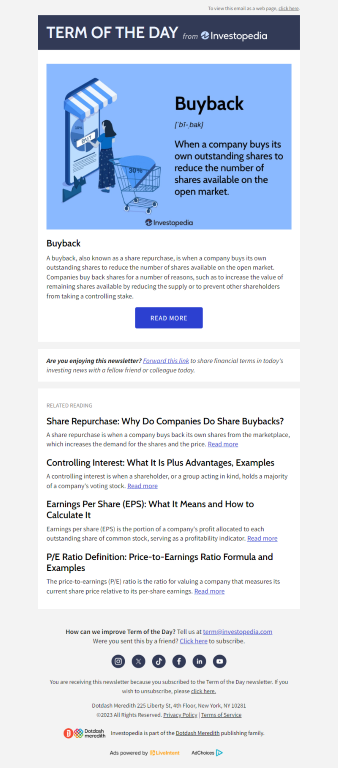 To view this email as a web page, click here.
TERM OF THE DAY from Investopedia
Buyback
[ˈbī-ˌbak]
When a company buys its
own outstanding shares to
reduce the number of
shares available on the
open market.
30%
Investopedia
Buyback
A buyback, also known as a share repurchase, is when a company buys its own
outstanding shares to reduce the number of shares available on the open market.
Companies buy back shares for a number of reasons, such as to increase the value of
remaining shares available by reducing the supply or to prevent other shareholders
from taking a controlling stake.
READ MORE
Are you enjoying this newsletter? Forward this link to share financial terms in today's
investing news with a fellow friend or colleague today.
RELATED READING
Share Repurchase: Why Do Companies Do Share Buybacks?
A share repurchase is when a company buys back its own shares from the marketplace,
which increases the demand for the shares and the price. Read more
Controlling Interest: What It Is Plus Advantages, Examples
A controlling interest is when a shareholder, or a group acting in kind, holds a majority
of a company's voting stock. Read more
Earnings Per Share (EPS): What It Means and How to
Calculate It
Earnings per share (EPS) is the portion of a company's profit allocated to each
outstanding share of common stock, serving as a profitability indicator. Read more
P/E Ratio Definition: Price-to-Earnings Ratio Formula and
Examples
The price-to-earnings (P/E) ratio is the ratio for valuing a company that measures its
current share price relative to its per-share earnings. Read more
How can we improve Term of the Day? Tell us at term@investopedia.com
Were you sent this by a friend? Click here to subscribe.
You are receiving this newsletter because you subscribed to the Term of the Day newsletter. If you
wish to unsubscribe, please click here.
Dotdash Meredith 225 Liberty St, 4th Floor, New York, NY 10281
©2023 All Rights Reserved. Privacy Policy | Terms of Service
Dotdash meredith Investopedia is part of the Dotdash Meredith publishing family.
Ads powered by LiveIntent AdChoices